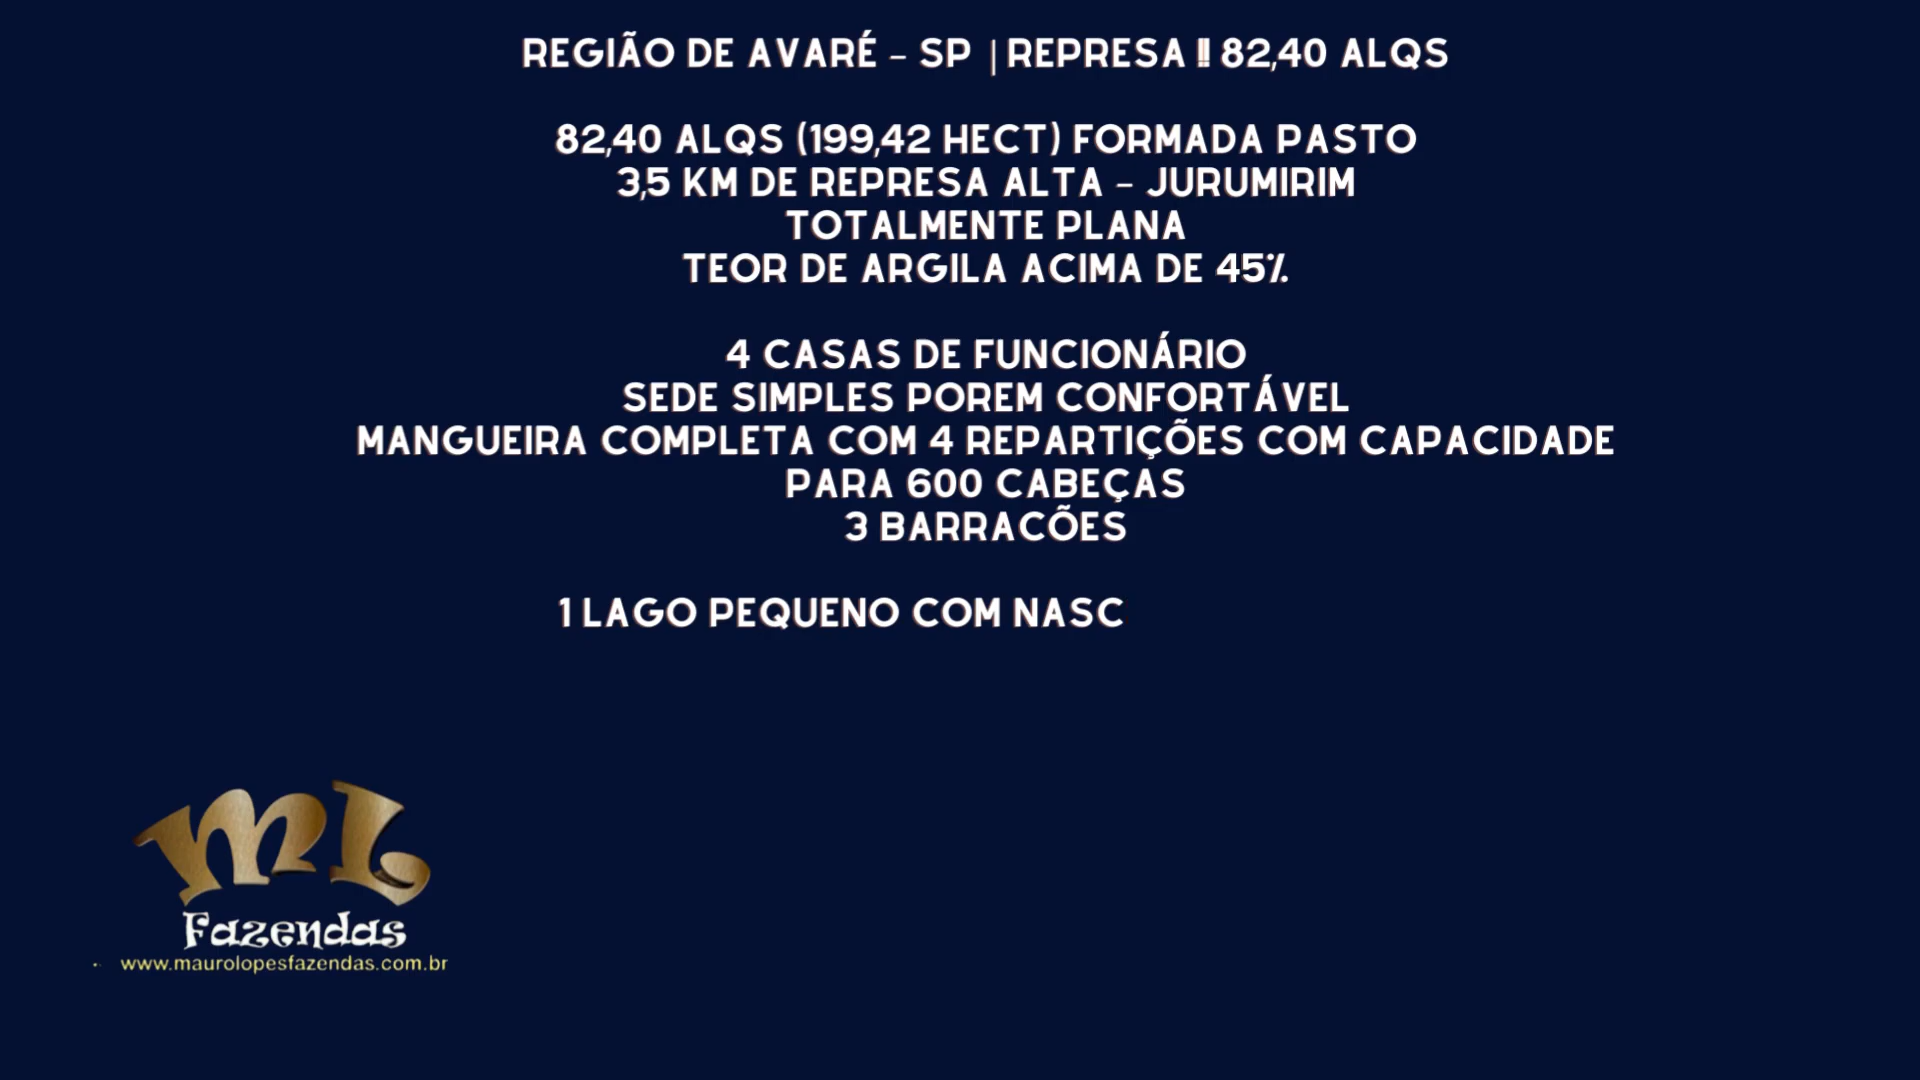 REGIÃO DE AVARÉ - SP | REPRESA !! 82,40 ALQS
82,40 ALQS (199,42 HECT) FORMADA PASTO
3,5 KM DE REPRESA ALTA - JURUMIRIM
TOTALMENTE PLANA
TEOR DE ARGILA ACIMA DE 45%
4 CASAS DE FUNCIONÁRIO
SEDE SIMPLES POREM CONFORTÁVEL
MANGUEIRA COMPLETA COM 4 REPARTIÇÕES COM CAPACIDADE
PARA 600 CABEÇAS
3 BARRACÕES
1 LAGO PEQUENO COM NASC
ML
Fazendas
www.maurolopesfazendas.com.br